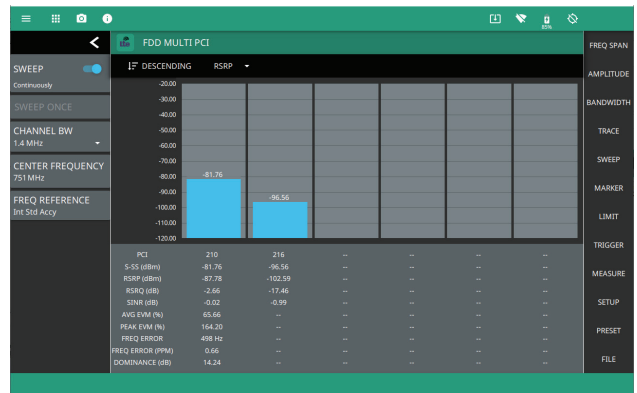 85%
FDD MULTI PCI
DESCENDING RSRP
SWEEP
Continuously
SWEEP ONCE
CHANNEL BW
1.4 MHz
CENTER FREQUENCY
751 MHz
FREQ REFERENCE
Int Std Accy
-20.00
-30.00
-40.00
-50.00
-60.00
-70.00
-80.00
-90.00
-100.00
-110.00
-120.00
-81.76
-96.56
PCI 210 216 -- -- -- --
S-SS (dBm) -81.76 -96.56 -- -- -- --
RSRP (dBm) -87.78 -102.59 -- -- -- --
RSRQ (dB) -2.66 -17.46 -- -- -- --
SINR (dB) -0.02 -0.99 -- -- -- --
AVG EVM (%) 65.66 -- -- -- -- --
PEAK EVM (%) 164.20 -- -- -- -- --
FREQ ERROR 498 Hz -- -- -- -- --
FREQ ERROR (PPM) 0.66 -- -- -- -- --
DOMINANCE (dB) 14.24 -- -- -- -- --
FREQ SPAN
AMPLITUDE
BANDWIDTH
TRACE
SWEEP
MARKER
LIMIT
TRIGGER
MEASURE
SETUP
PRESET
FILE